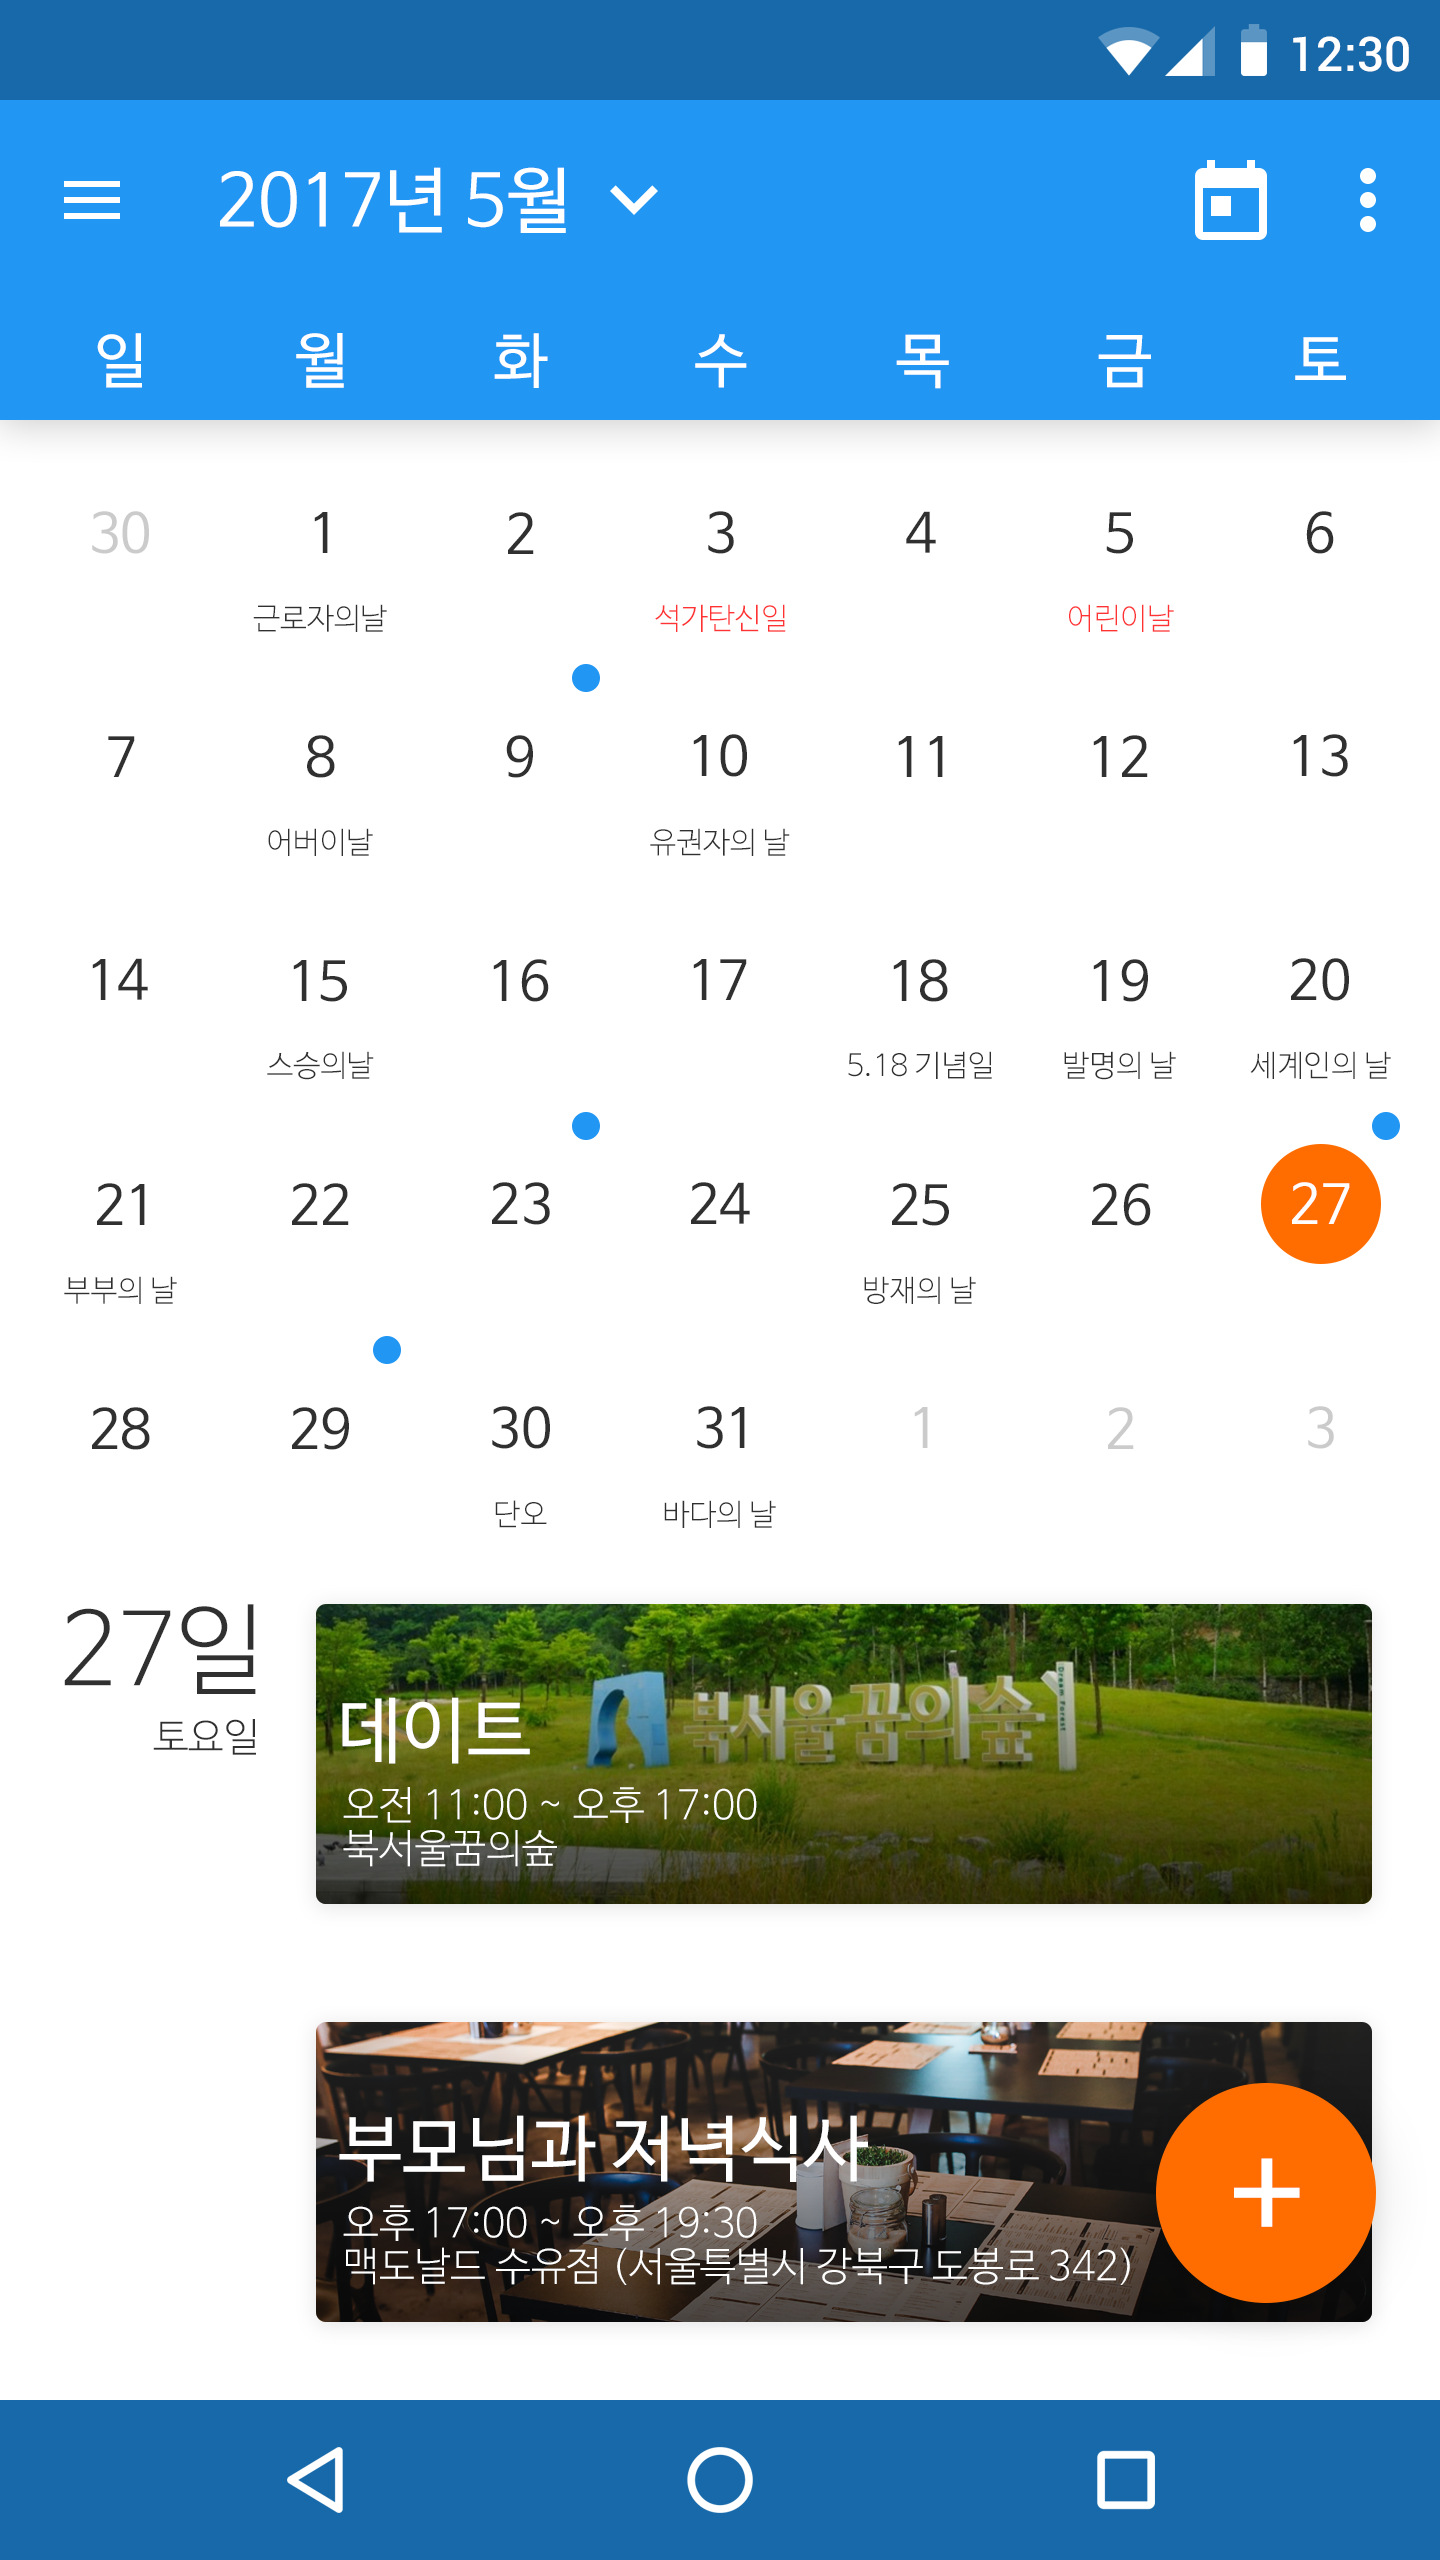 12:30
2017년 5월
일 월 화 수 목 금 토
30 1 2 3 4 5 6
근로자의날 석가탄신일 어린이날
7 8 9 10 11 12 13
어버이날 유권자의 날
14 15 16 17 18 19 20
스승의날 5.18 기념일 발명의 날 세계인의 날
21 22 23 24 25 26 27
부부의 날 방재의 날
28 29 30 31 1 2 3
단오 바다의 날
27일
토요일
북서울꿈의숲
Dream Forest
데이트
오전 11:00 ~ 오후 17:00
북서울꿈의숲
부모님과 저녁식사
오후 17:00 ~ 오후 19:30
맥도날드 수유점 (서울특별시 강북구 도봉로 342)